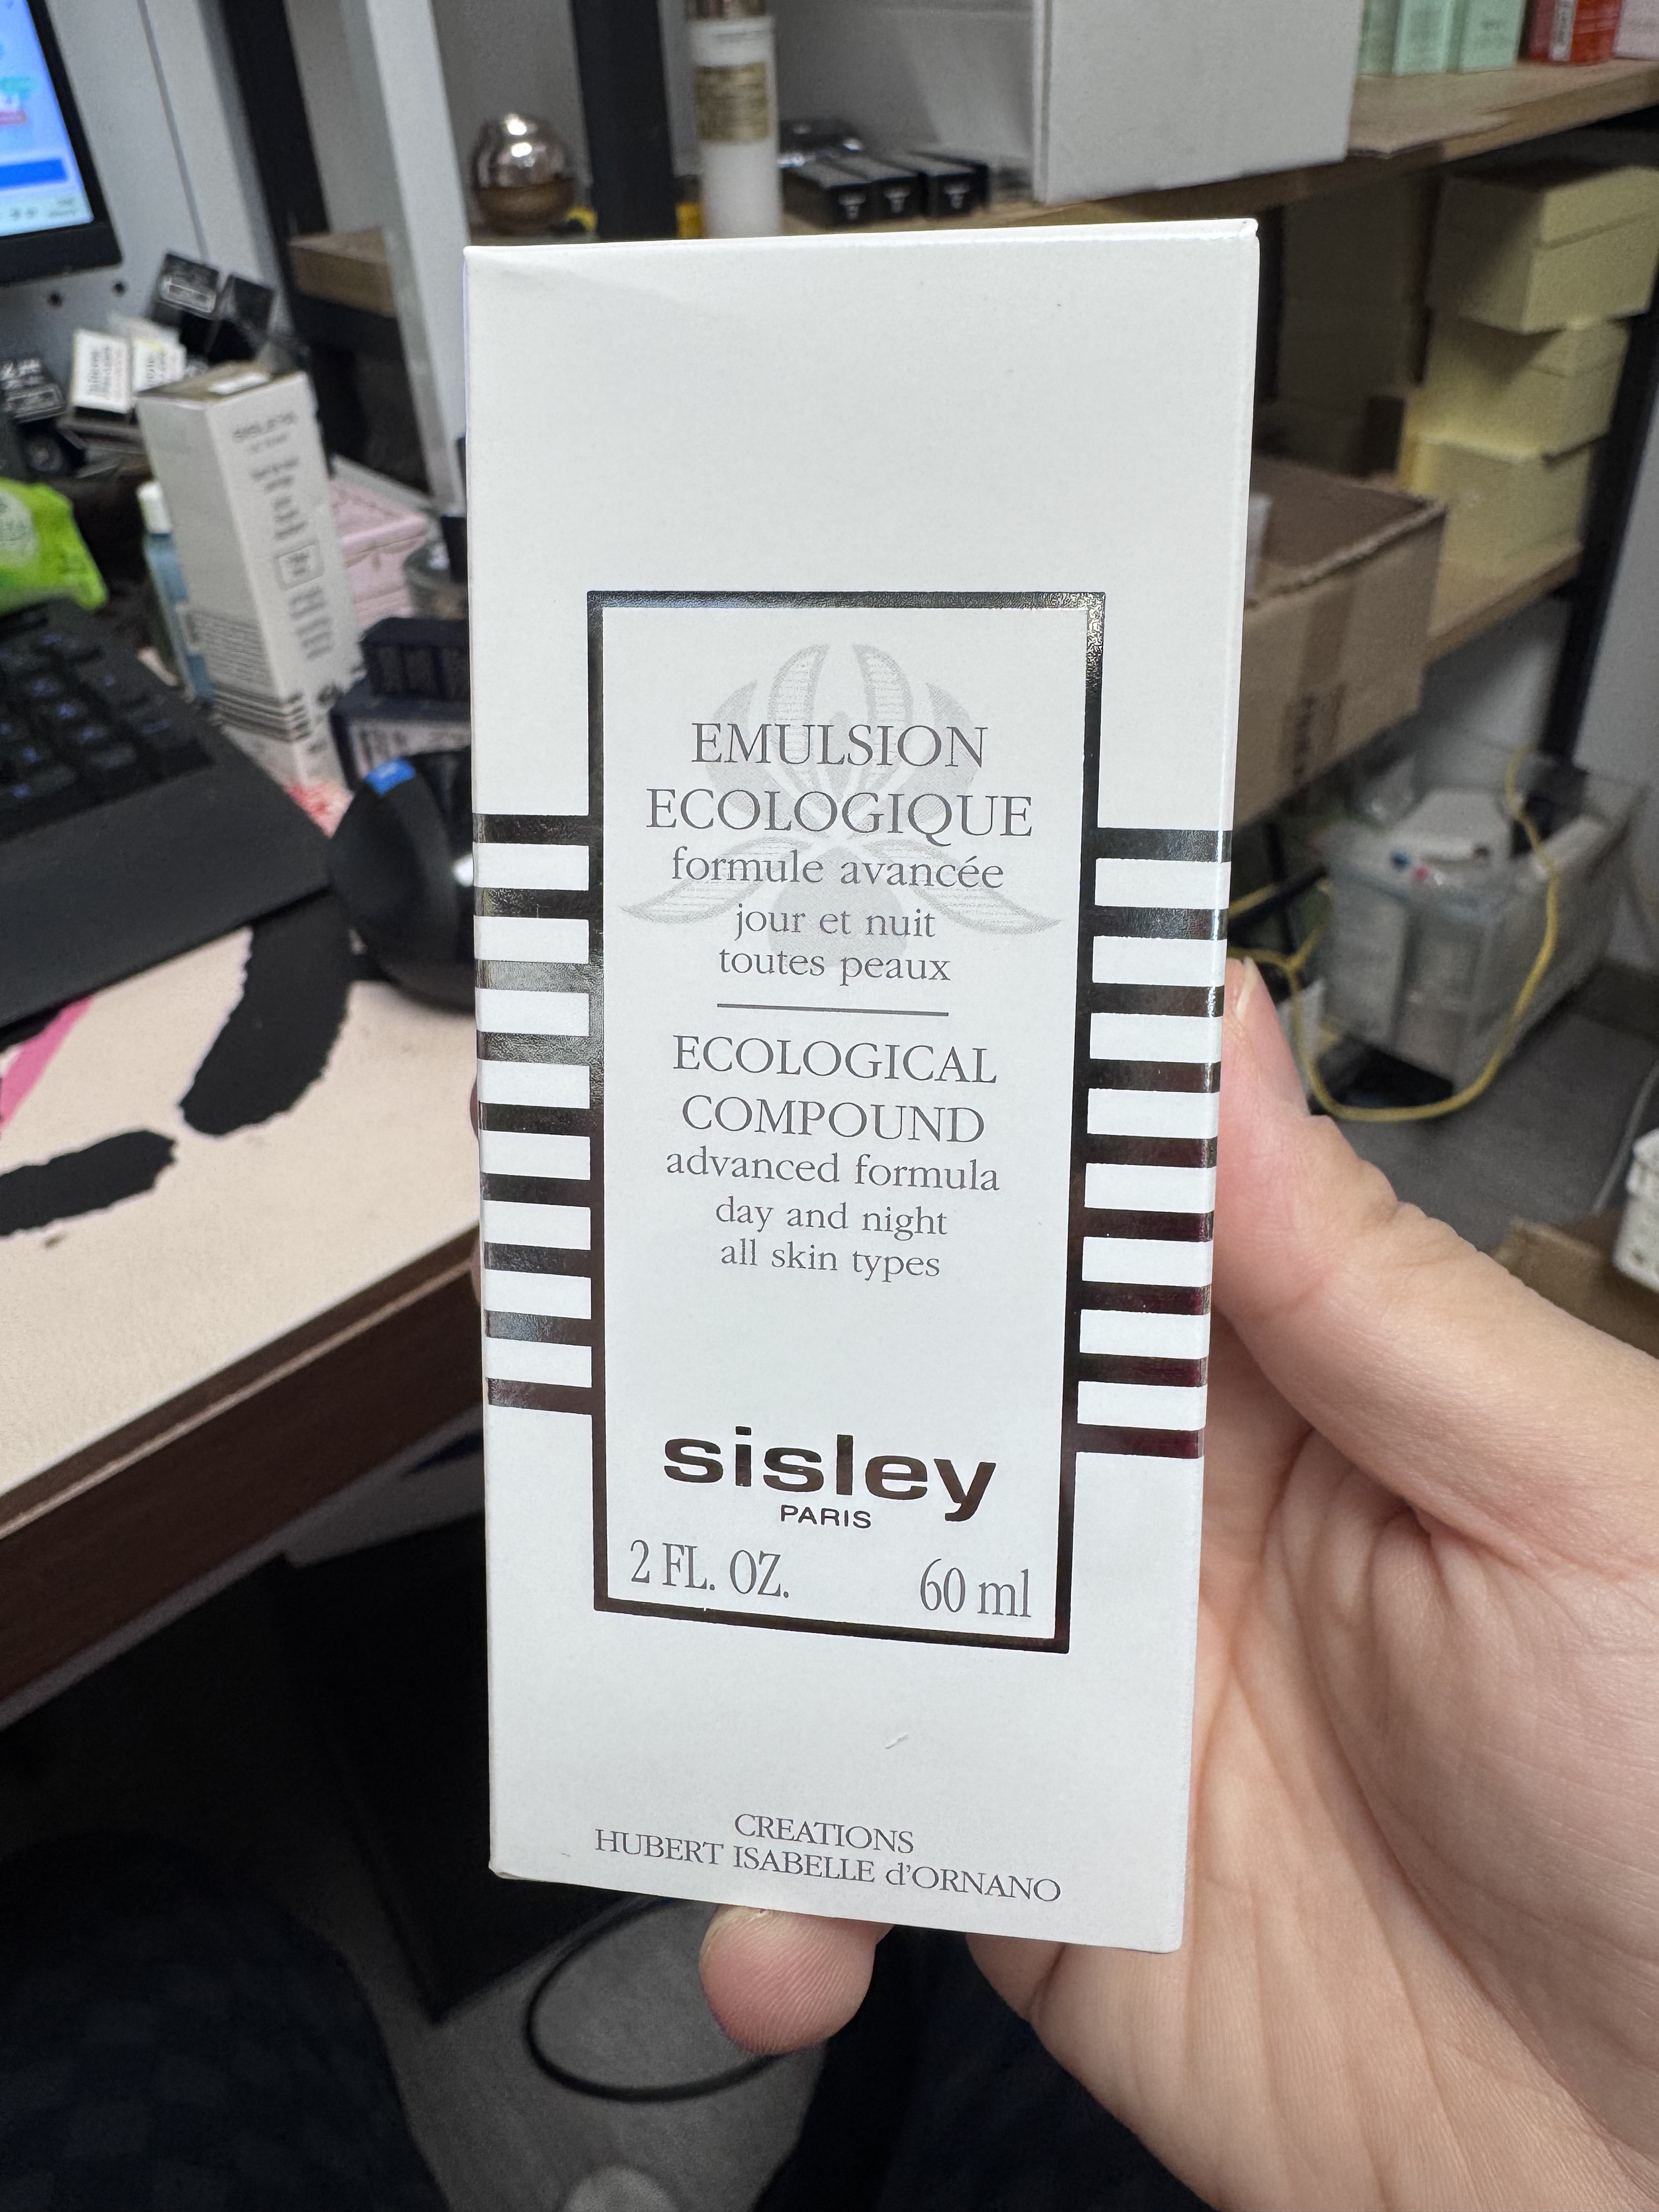 EMULSION
ECOLOGIQUE
formule avancée
jour et nuit
toutes peaux
ECOLOGICAL
COMPOUND
advanced formula
day and night
all skin types
sisley
PARIS
2 FL. OZ. 60 ml
CREATIONS
HUBERT ISABELLE d'ORNANO